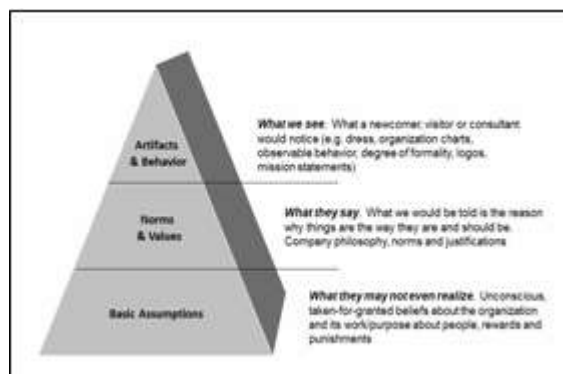 Artifacts
& Behavior
What we see: What a newcomer, visitor or consultant
would notice (e.g. dress, organization charts,
observable behavior, degree of formality, logos,
mission statements)
Norms
& Values
What they say: What we would be told is the reason
why things are the way they are and should be.
Company philosophy, norms and justifications
Basic Assumptions
What they may not even realize: Unconscious,
taken-for-granted beliefs about the organization
and its work/purpose about people, rewards and
punishments